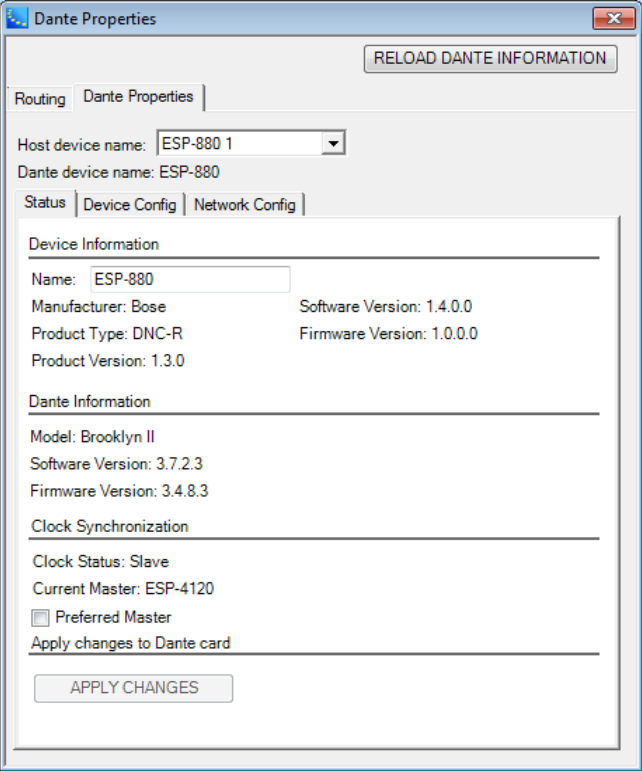 Dante Properties
RELOAD DANTE INFORMATION
Routing Dante Properties
Host device name: ESP-880 1
Dante device name: ESP-880
Status Device Config Network Config
Device Information
Name: ESP-880
Manufacturer: Bose Software Version: 1.4.0.0
Product Type: DNC-R Firmware Version: 1.0.0.0
Product Version: 1.3.0
Dante Information
Model: Brooklyn II
Software Version: 3.7.2.3
Firmware Version: 3.4.8.3
Clock Synchronization
Clock Status: Slave
Current Master: ESP-4120
Preferred Master
Apply changes to Dante card
APPLY CHANGES